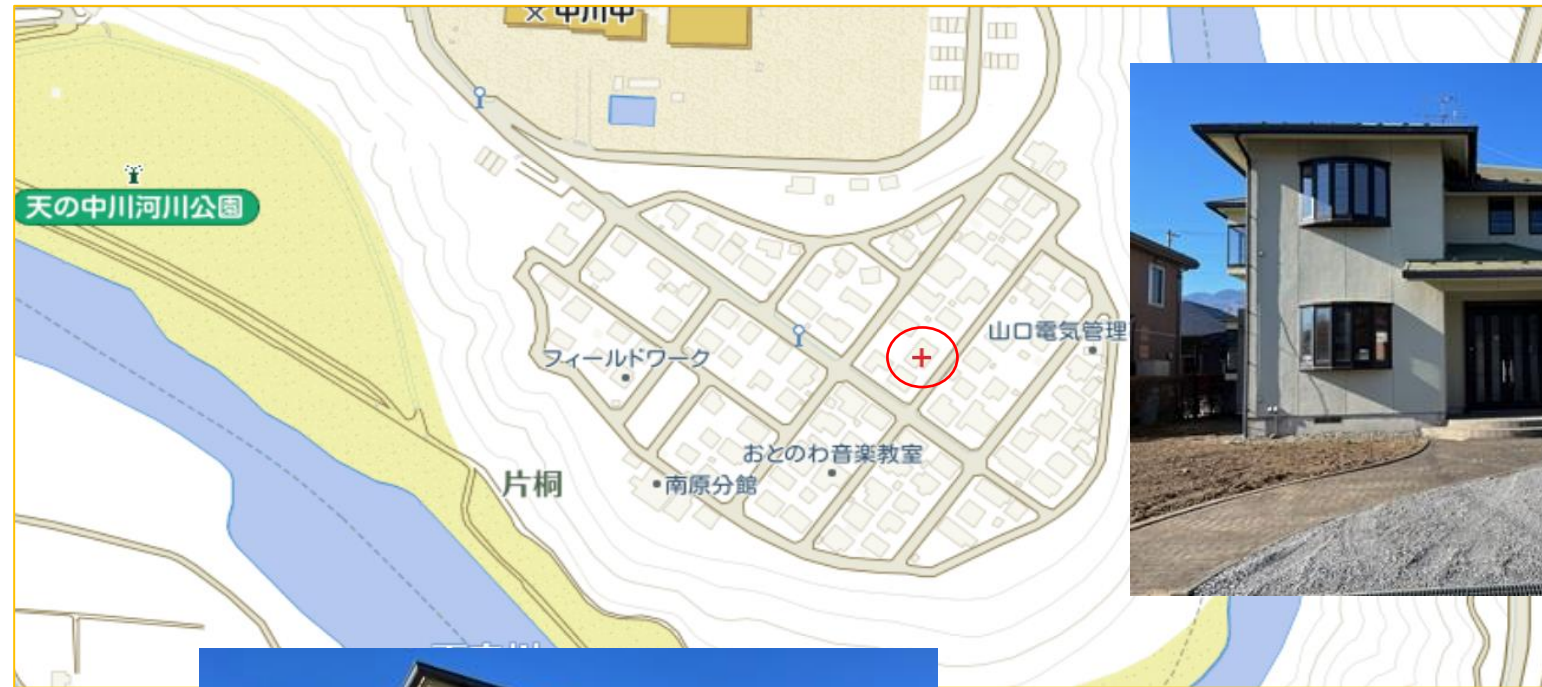 中川中
天の中川河川公園
山口電気管理
フィールドワーク
おとのわ音楽教室
南原分館
片桐